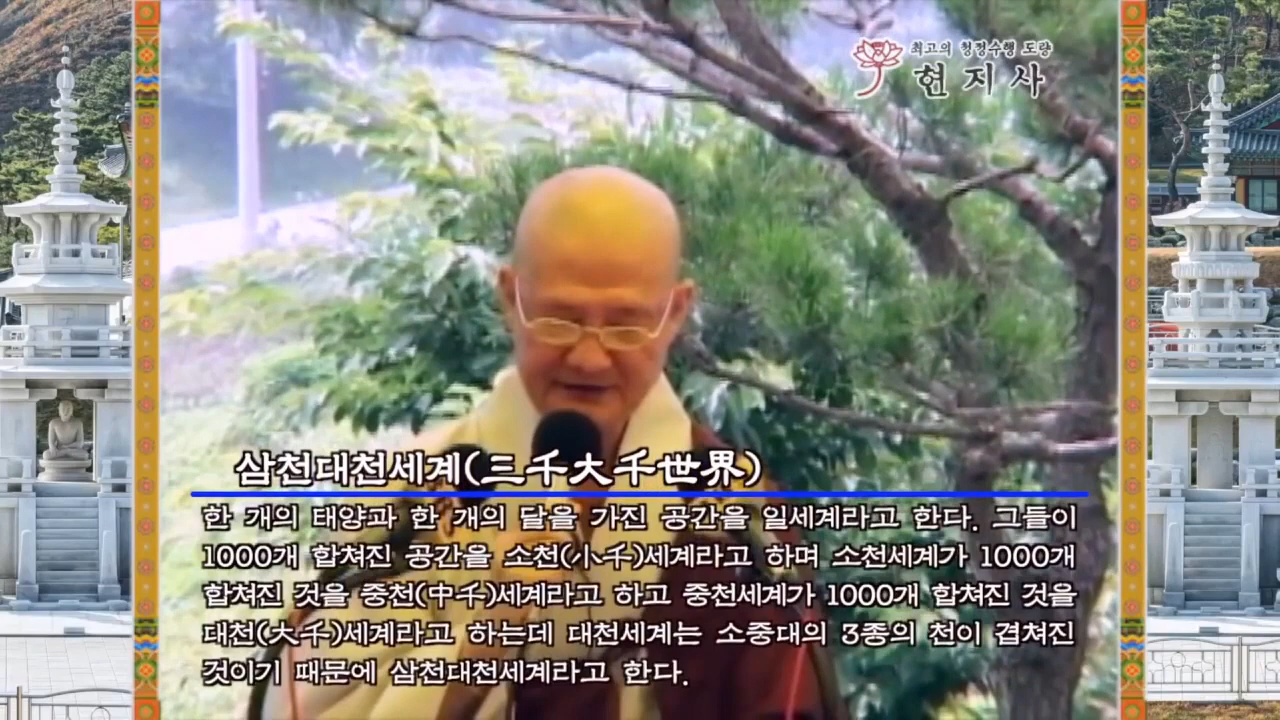 최고의 청정수행 도량
현지사
삼천대천세계(三千大千世界)
한 개의 태양과 한 개의 달을 가진 공간을 일세계라고 한다. 그들이
1000개 합쳐진 공간을 소천(小千)세계라고 하며 소천세계가 1000개
합쳐진 것을 중천(中千)세계라고 하고 중천세계가 1000개 합쳐진 것을
대천(大千)세계라고 하는데 대천세계는 소중대의 3종의 천이 겹쳐진
것이기 때문에 삼천대천세계라고 한다.